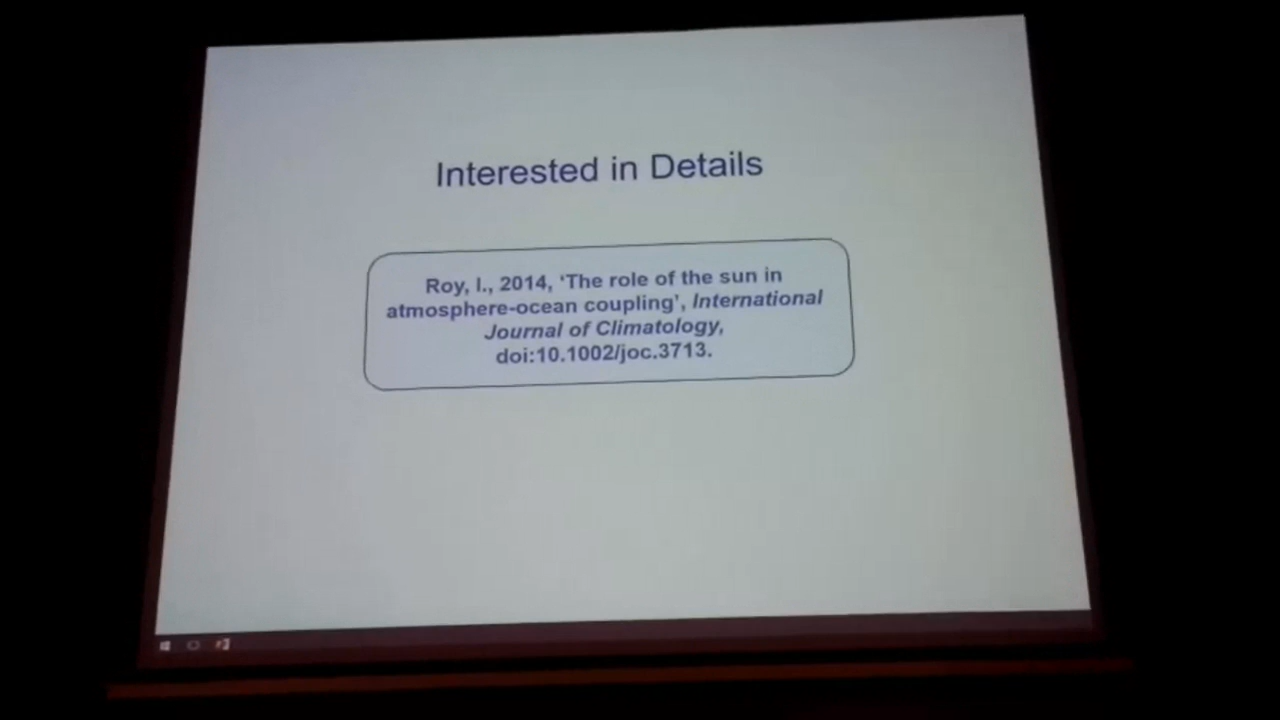 Interested in Details
Roy, I., 2014, ‘The role of the sun in
atmosphere-ocean coupling’, International
Journal of Climatology,
doi:10.1002/joc.3713.